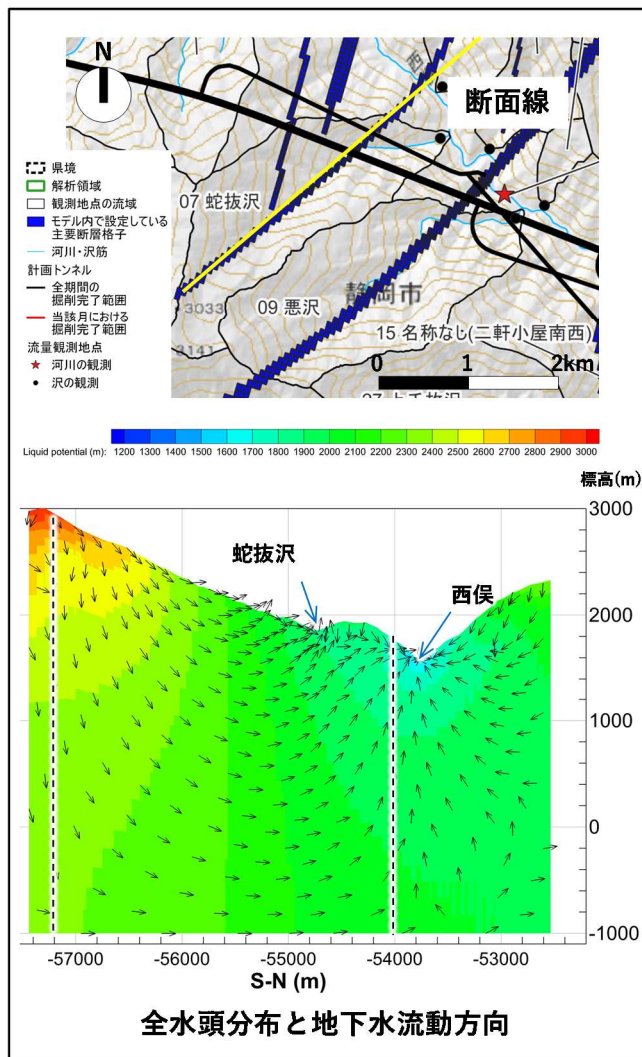 N
断面線
西
県境
解析領域
観測地点の流域
モデル内で設定している
主要断層格子
河川・沢筋
計画トンネル
全期間の
掘削完了範囲
当該月における
掘削完了範囲
流量観測地点
河川の観測
沢の観測
07 蛇抜沢
3033
3141
09 悪沢
静岡市
15 名称なし(二軒小屋南西)
0 1 2km
Liquid potential (m): 1200 1300 1400 1500 1600 1700 1800 1900 2000 2100 2200 2300 2400 2500 2600 2700 2800 2900 3000
標高(m)
3000
蛇抜沢
西俣
2000
1000
0
-1000
-57000 -56000 -55000 -54000 -53000
S-N (m)
全水頭分布と地下水流動方向